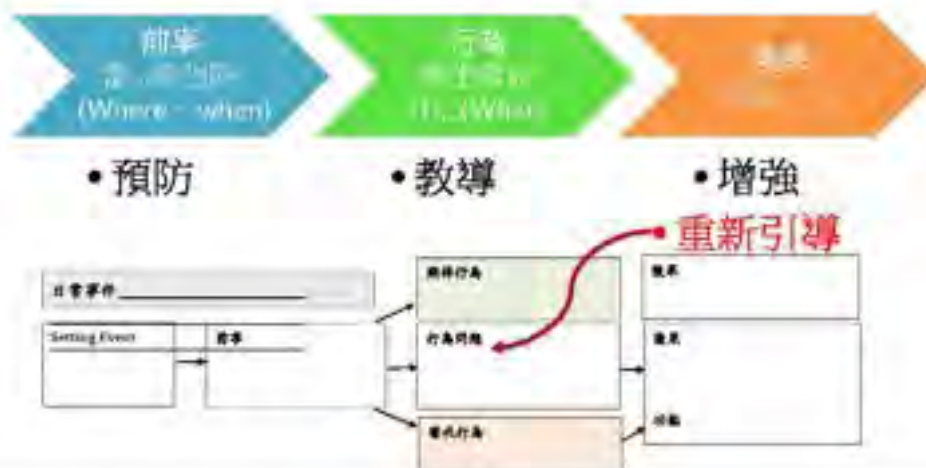 前事
(Where、when)
行為
• 預防
• 教導
• 增強
重新引導
日常事件
Setting Event
前事
期待行為
行為問題
替代行為
後果
後果
功能